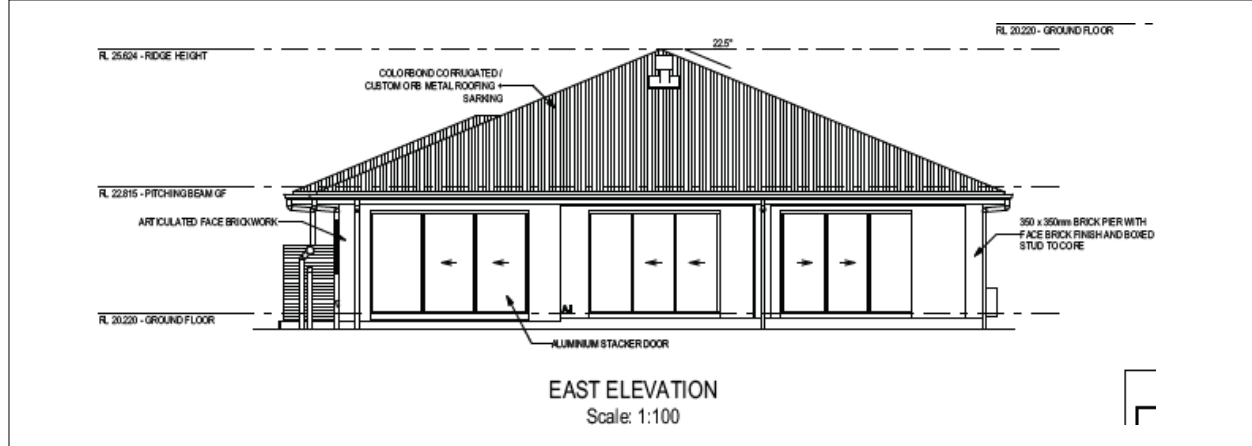 RL 20.220 - GROUND FLOOR
RL 25.624 - RIDGE HEIGHT
22.5°
COLORBOND CORRUGATED /
CUSTOM ORB METAL ROOFING +
SARKING
RL 22.815 - PITCHING BEAM GF
ARTICULATED FACE BRICKWORK
350 x 350mm BRICK PIER WITH
FACE BRICK FINISH AND BOXED
STUD TO CORE
AJ
RL 20.220 - GROUND FLOOR
ALUMINIUM STACKER DOOR
EAST ELEVATION
Scale: 1:100